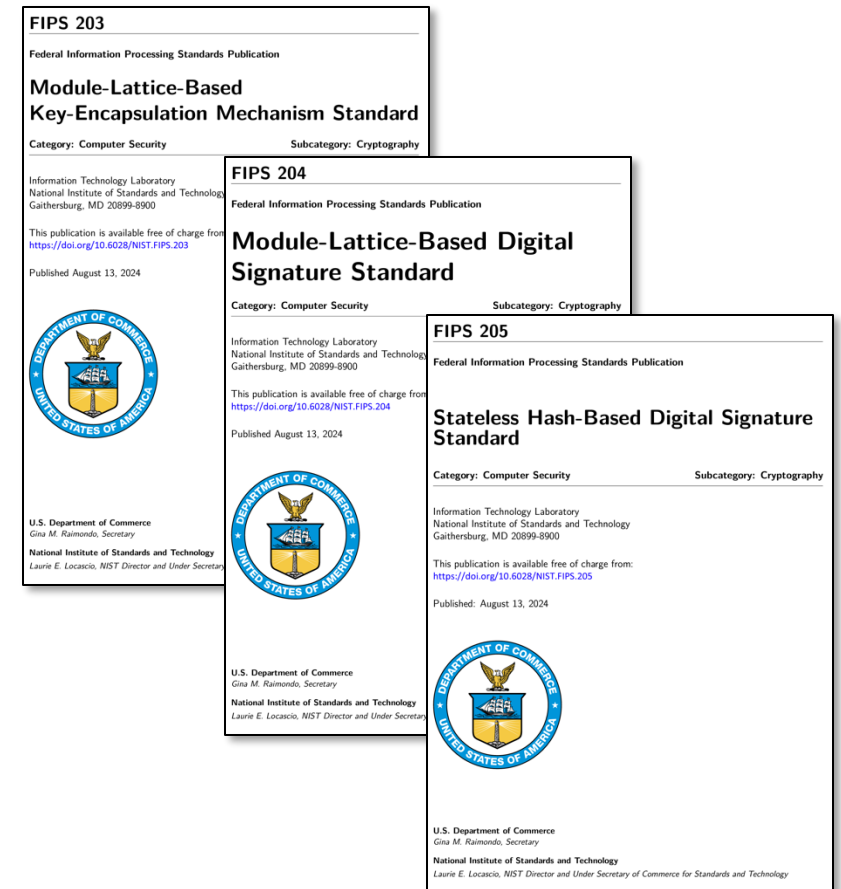 FIPS 203
Federal Information Processing Standards Publication
Module-Lattice-Based
Key-Encapsulation Mechanism Standard
Category: Computer Security Subcategory: Cryptography
Information Technology Laboratory
National Institute of Standards and Technology
Gaithersburg, MD 20899-8900
This publication is available free of charge from
https://doi.org/10.6028/NIST.FIPS.203
Published August 13, 2024
DEPARTMENT OF COMMERCE
UNITED STATES OF AMERICA
U.S. Department of Commerce
Gina M. Raimondo, Secretary
National Institute of Standards and Technology
Laurie E. Locascio, NIST Director and Under Secretary
FIPS 204
Federal Information Processing Standards Publication
Module-Lattice-Based Digital
Signature Standard
Category: Computer Security Subcategory: Cryptography
Information Technology Laboratory
National Institute of Standards and Technology
Gaithersburg, MD 20899-8900
This publication is available free of charge from
https://doi.org/10.6028/NIST.FIPS.204
Published August 13, 2024
DEPARTMENT OF COMMERCE
UNITED STATES OF AMERICA
U.S. Department of Commerce
Gina M. Raimondo, Secretary
National Institute of Standards and Technology
Laurie E. Locascio, NIST Director and Under Secretary
FIPS 205
Federal Information Processing Standards Publication
Stateless Hash-Based Digital Signature
Standard
Category: Computer Security Subcategory: Cryptography
Information Technology Laboratory
National Institute of Standards and Technology
Gaithersburg, MD 20899-8900
This publication is available free of charge from:
https://doi.org/10.6028/NIST.FIPS.205
Published: August 13, 2024
DEPARTMENT OF COMMERCE
UNITED STATES OF AMERICA
U.S. Department of Commerce
Gina M. Raimondo, Secretary
National Institute of Standards and Technology
Laurie E. Locascio, NIST Director and Under Secretary of Commerce for Standards and Technology